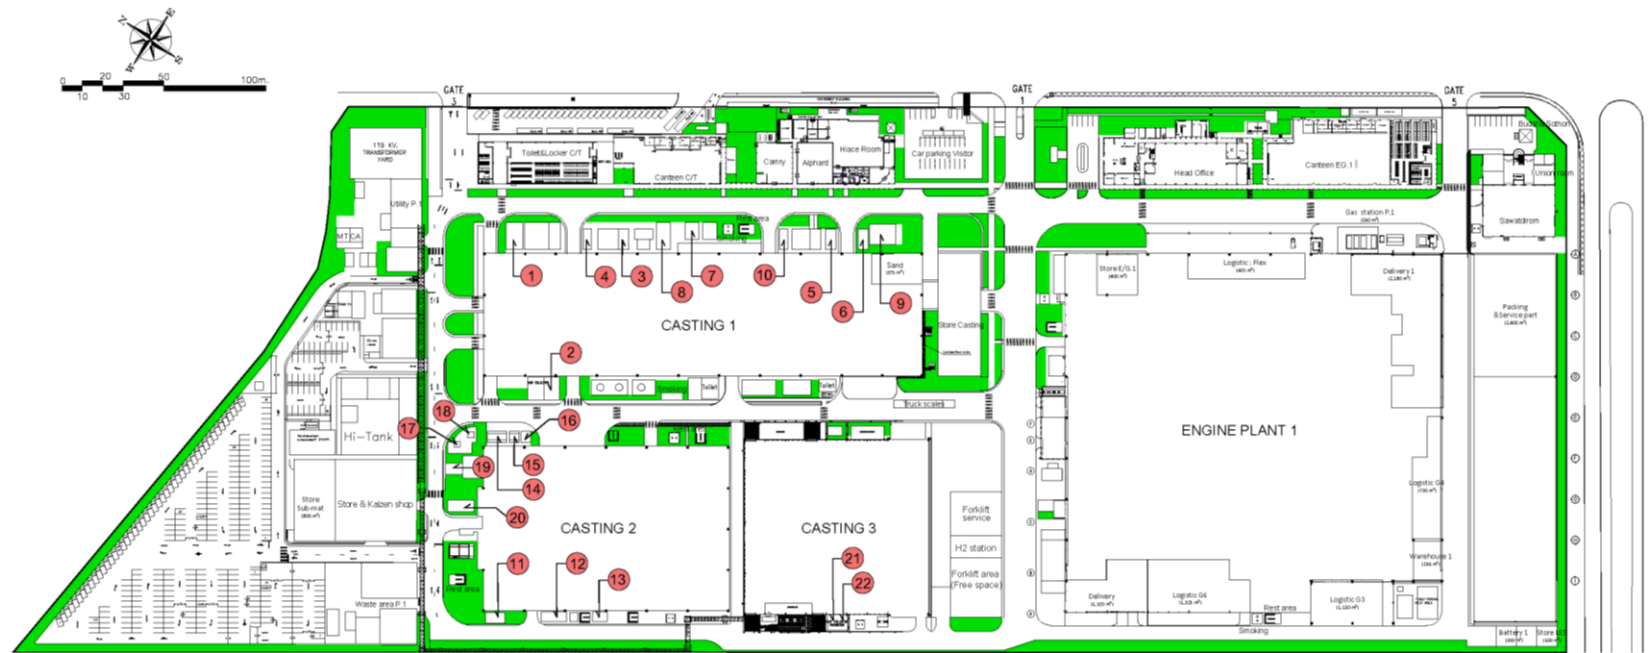 N
E
W
S
0 20 50 100m.
10 30
GATE
3
GATE
1
GATE
5
115 KV.
TRANSFORMER
YARD
Utility P.1
MTCA
Toilet&Locker C/T
Canteen C/T
Camry
Alphard
Hiace Room
Car parking Visitor
Head Office
Canteen EG.1
Union room
Sawatdirom
Gas station P.1
Rest area
Smoking
1
4
3
8
7
10
5
6
9
Sand
CASTING 1
Store Casting
2
Smoking
Toilet
Toilet
Truck scales
Store E/G.1
Logistic : Flex
Delivery 1
Packing
&Service part
ENGINE PLANT 1
Hi-Tank
Store
Sub-mat
Store & Kaizen shop
Waste area P.1
18
17
16
15
19
14
20
CASTING 2
11
12
13
Rest area
CASTING 3
21
22
Forklift
service
H2 station
Forklift area
(Free space)
Warehouse 1
Delivery
Logistic G6
Logistic G3
Rest area
Smoking
Battery 1